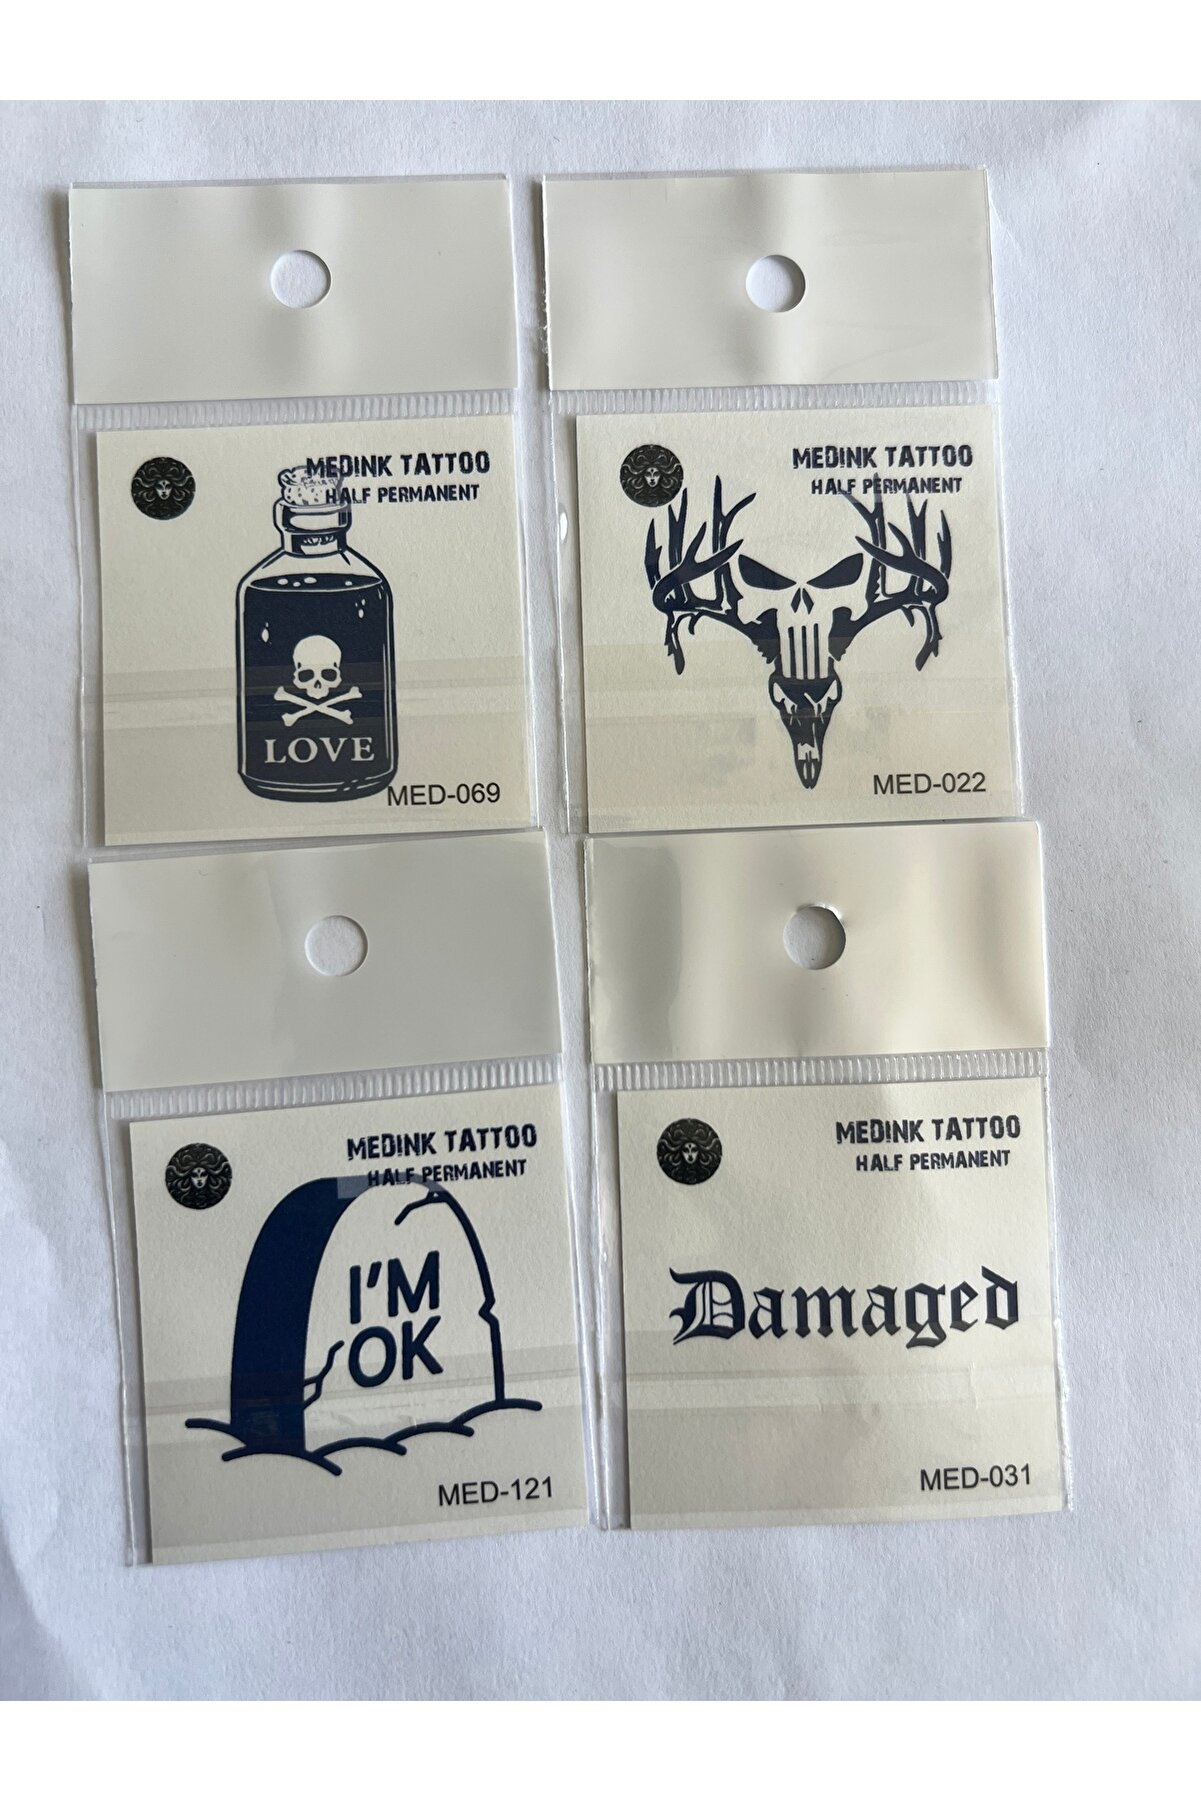 MEDINK TATTOO
HALF PERMANENT
LOVE
MED-069
MEDINK TATTOO
HALF PERMANENT
MED-022
MEDINK TATTOO
HALF PERMANENT
I'M
OK
MED-121
MEDINK TATTOO
HALF PERMANENT
Damaged
MED-031